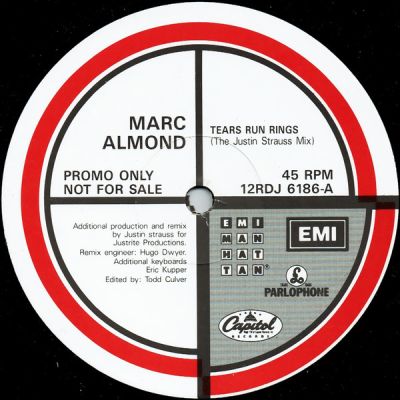 MARC
ALMOND
TEARS RUN RINGS
(The Justin Strauss Mix)
PROMO ONLY
NOT FOR SALE
45 RPM
12RDJ 6186-A
Additional production and remix
by Justin strauss for
Justrite Productions.
Remix engineer: Hugo Dwyer.
Additional keyboards
Eric Kupper
Edited by: Todd Culver
EMI
MAN
HAT
TAN
EMI
PARLOPHONE
Capitol
RECORDS